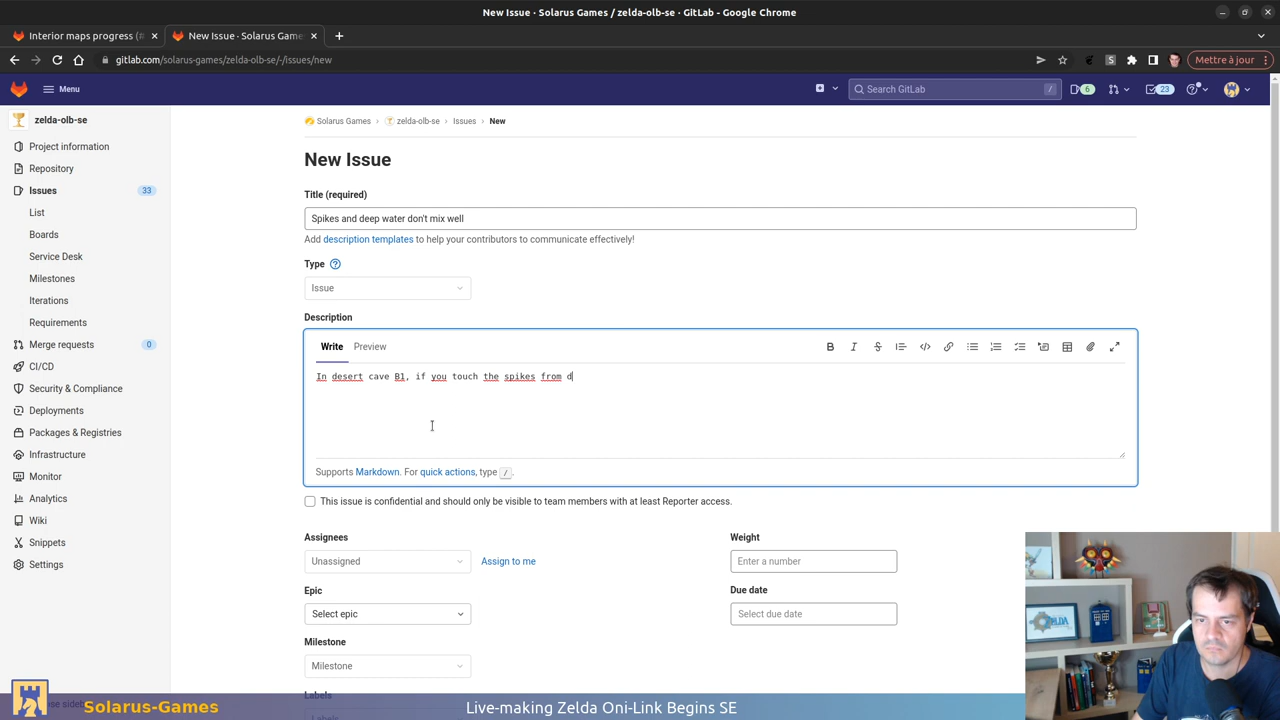 New Issue · Solarus Games / zelda-olb-se · GitLab - Google Chrome
Interior maps progress (#
New Issue · Solarus Games
gitlab.com/solarus-games/zelda-olb-se/-/issues/new
Mettre à jour
Menu
Search GitLab
/
6
23
zelda-olb-se
Project information
Repository
Issues 33
List
Boards
Service Desk
Milestones
Iterations
Requirements
Merge requests 0
CI/CD
Security & Compliance
Deployments
Packages & Registries
Infrastructure
Monitor
Analytics
Wiki
Snippets
Settings
Solarus Games › zelda-olb-se › Issues › New
New Issue
Title (required)
Spikes and deep water don't mix well
Add description templates to help your contributors to communicate effectively!
Type
Issue
Description
Write Preview
In desert cave B1, if you touch the spikes from d
Supports Markdown. For quick actions, type /.
This issue is confidential and should only be visible to team members with at least Reporter access.
Assignees
Unassigned
Assign to me
Weight
Enter a number
Epic
Select epic
Due date
Select due date
Milestone
Milestone
Labels
Solarus-Games
Live-making Zelda Oni-Link Begins SE